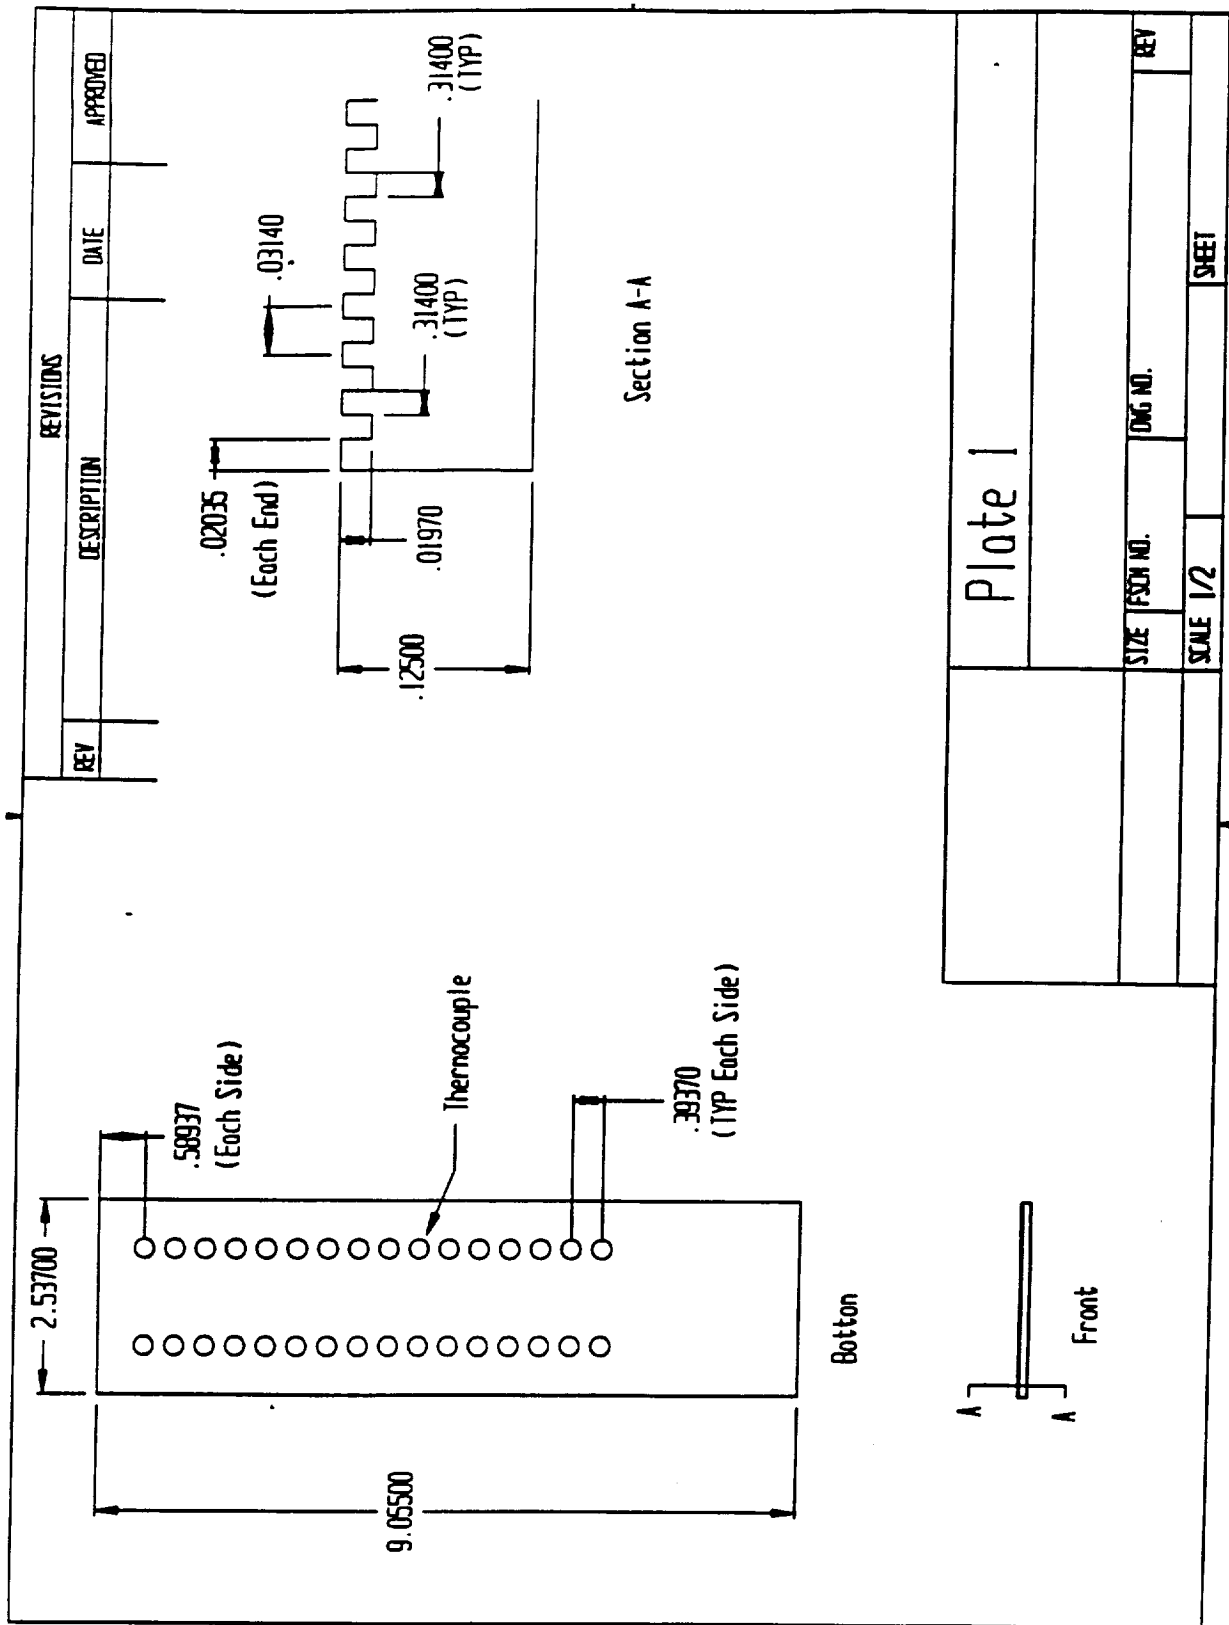 REVISIONS
REV DESCRIPTION DATE APPROVED
2.53700
.58937
(Each Side)
Thernocouple
.39370
(TYP Each Side)
9.05500
Botton
A
A
Front
.02035
(Each End)
.03140
.31400
(TYP)
.31400
(TYP)
.01970
.12500
Section A-A
Plate 1
SIZE FSCM NO. DWG NO. REV
SCALE 1/2 SHEET